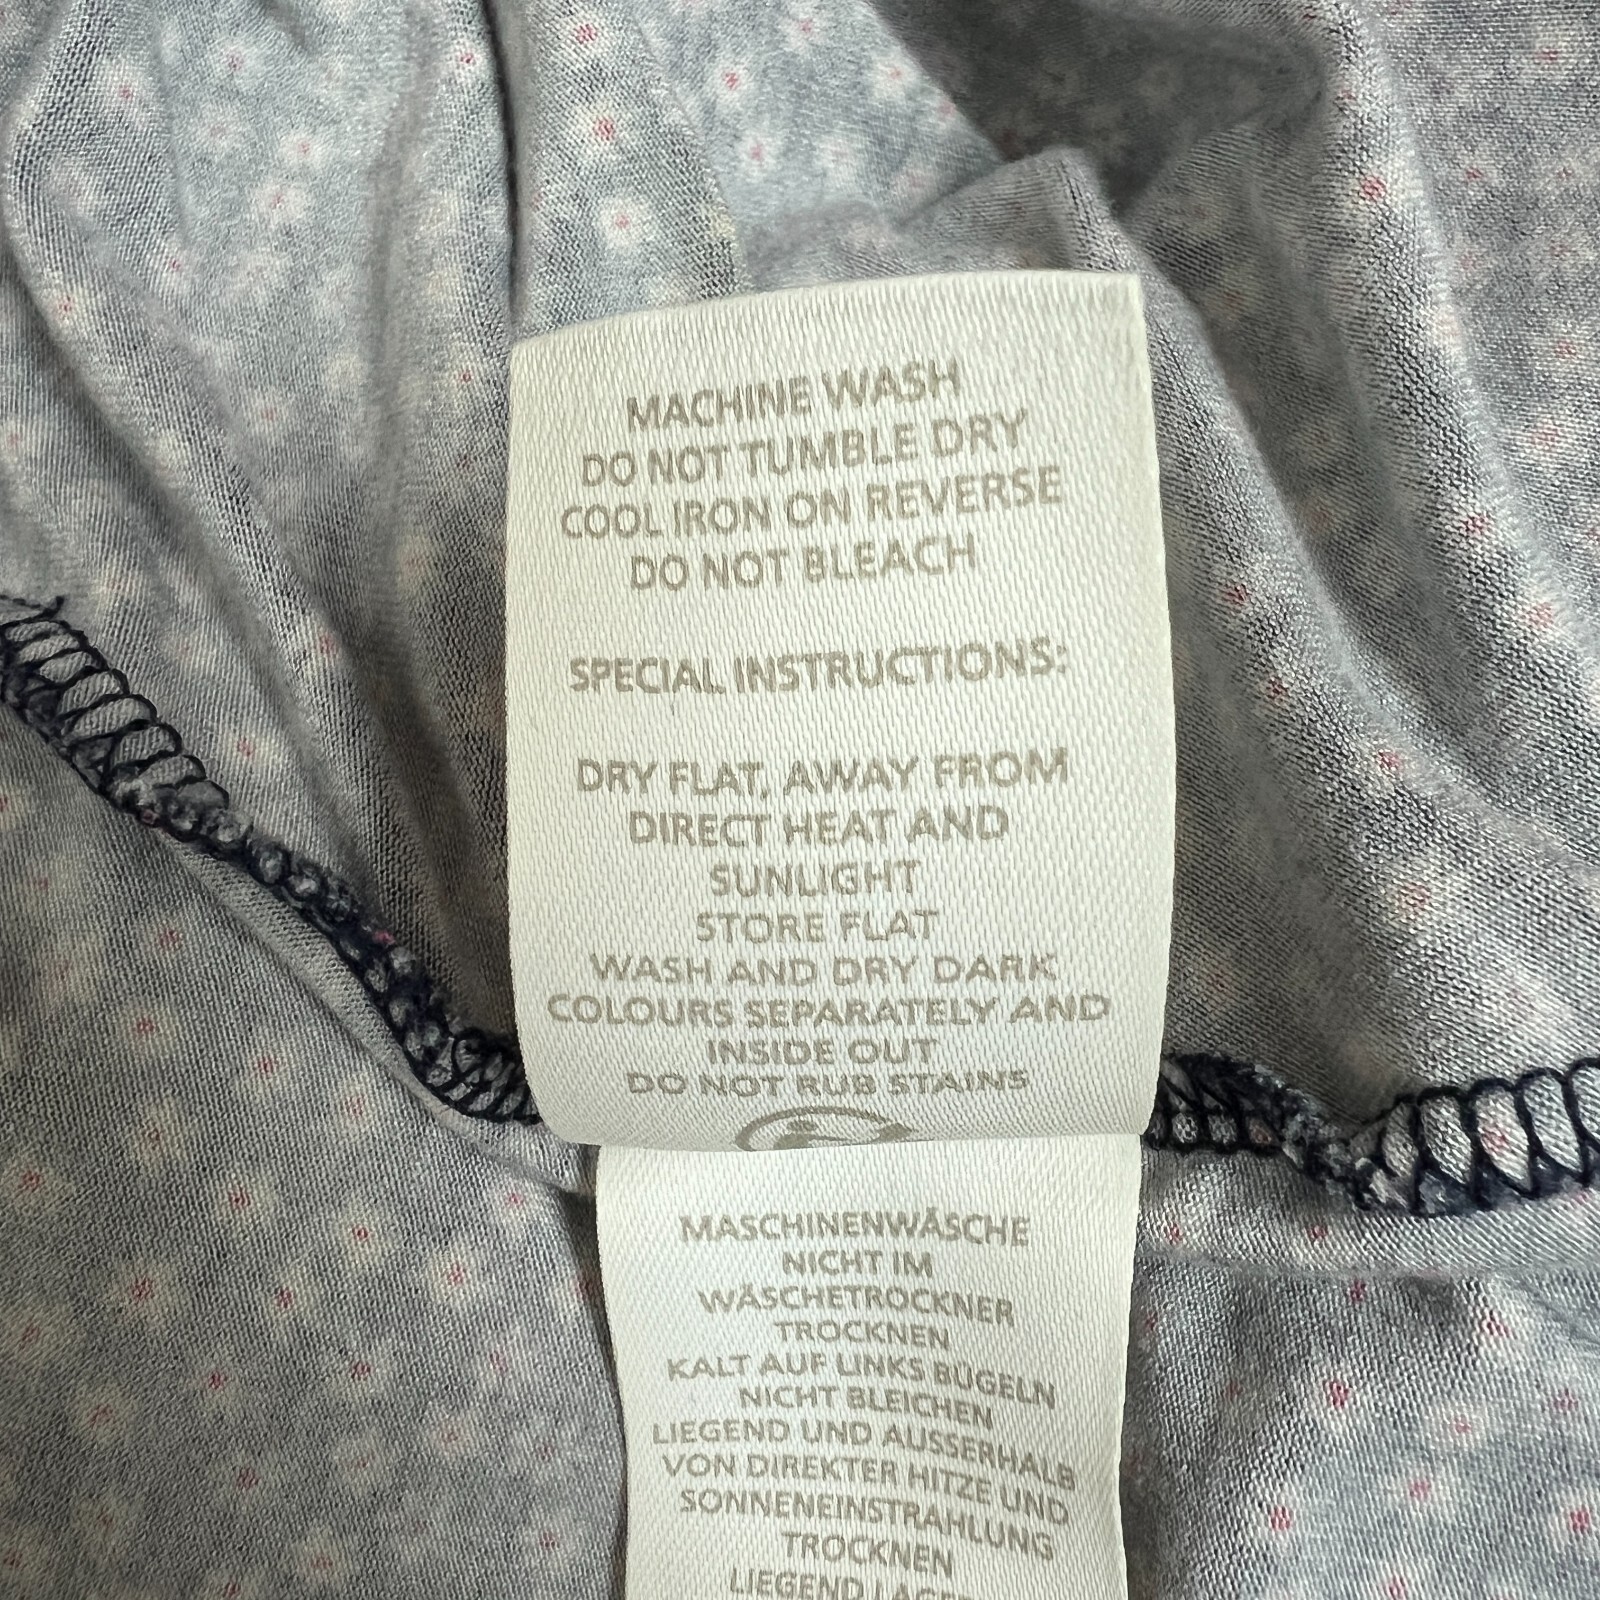 MACHINE WASH
DO NOT TUMBLE DRY
COOL IRON ON REVERSE
DO NOT BLEACH
SPECIAL INSTRUCTIONS:
DRY FLAT, AWAY FROM
DIRECT HEAT AND
SUNLIGHT
STORE FLAT
WASH AND DRY DARK
COLOURS SEPARATELY AND
INSIDE OUT
DO NOT RUB STAINS
MASCHINENWÄSCHE
NICHT IM
WÄSCHETROCKNER
TROCKNEN
KALT AUF LINKS BÜGELN
NICHT BLEICHEN
LIEGEND UND AUSSERHALB
VON DIREKTER HITZE UND
SONNENEINSTRAHLUNG
TROCKNEN
LIEGEND